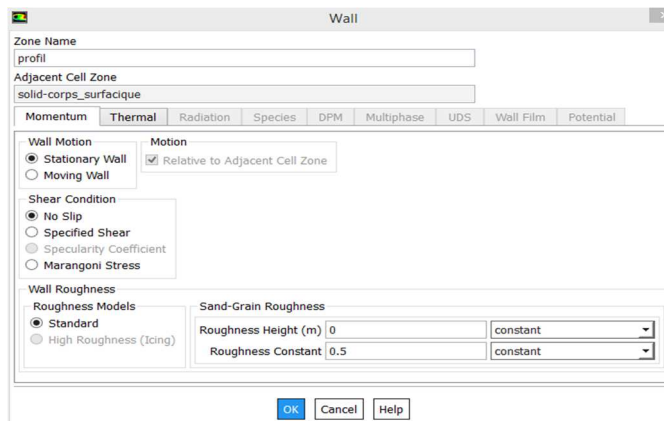 Wall
Zone Name
profil
Adjacent Cell Zone
solid-corps_surfacique
Momentum Thermal Radiation Species DPM Multiphase UDS Wall Film Potential
Wall Motion Motion
Stationary Wall Relative to Adjacent Cell Zone
Moving Wall
Shear Condition
No Slip
Specified Shear
Specularity Coefficient
Marangoni Stress
Wall Roughness
Roughness Models Sand-Grain Roughness
Standard
High Roughness (Icing)
Roughness Height (m) 0 constant
Roughness Constant 0.5 constant
OK Cancel Help